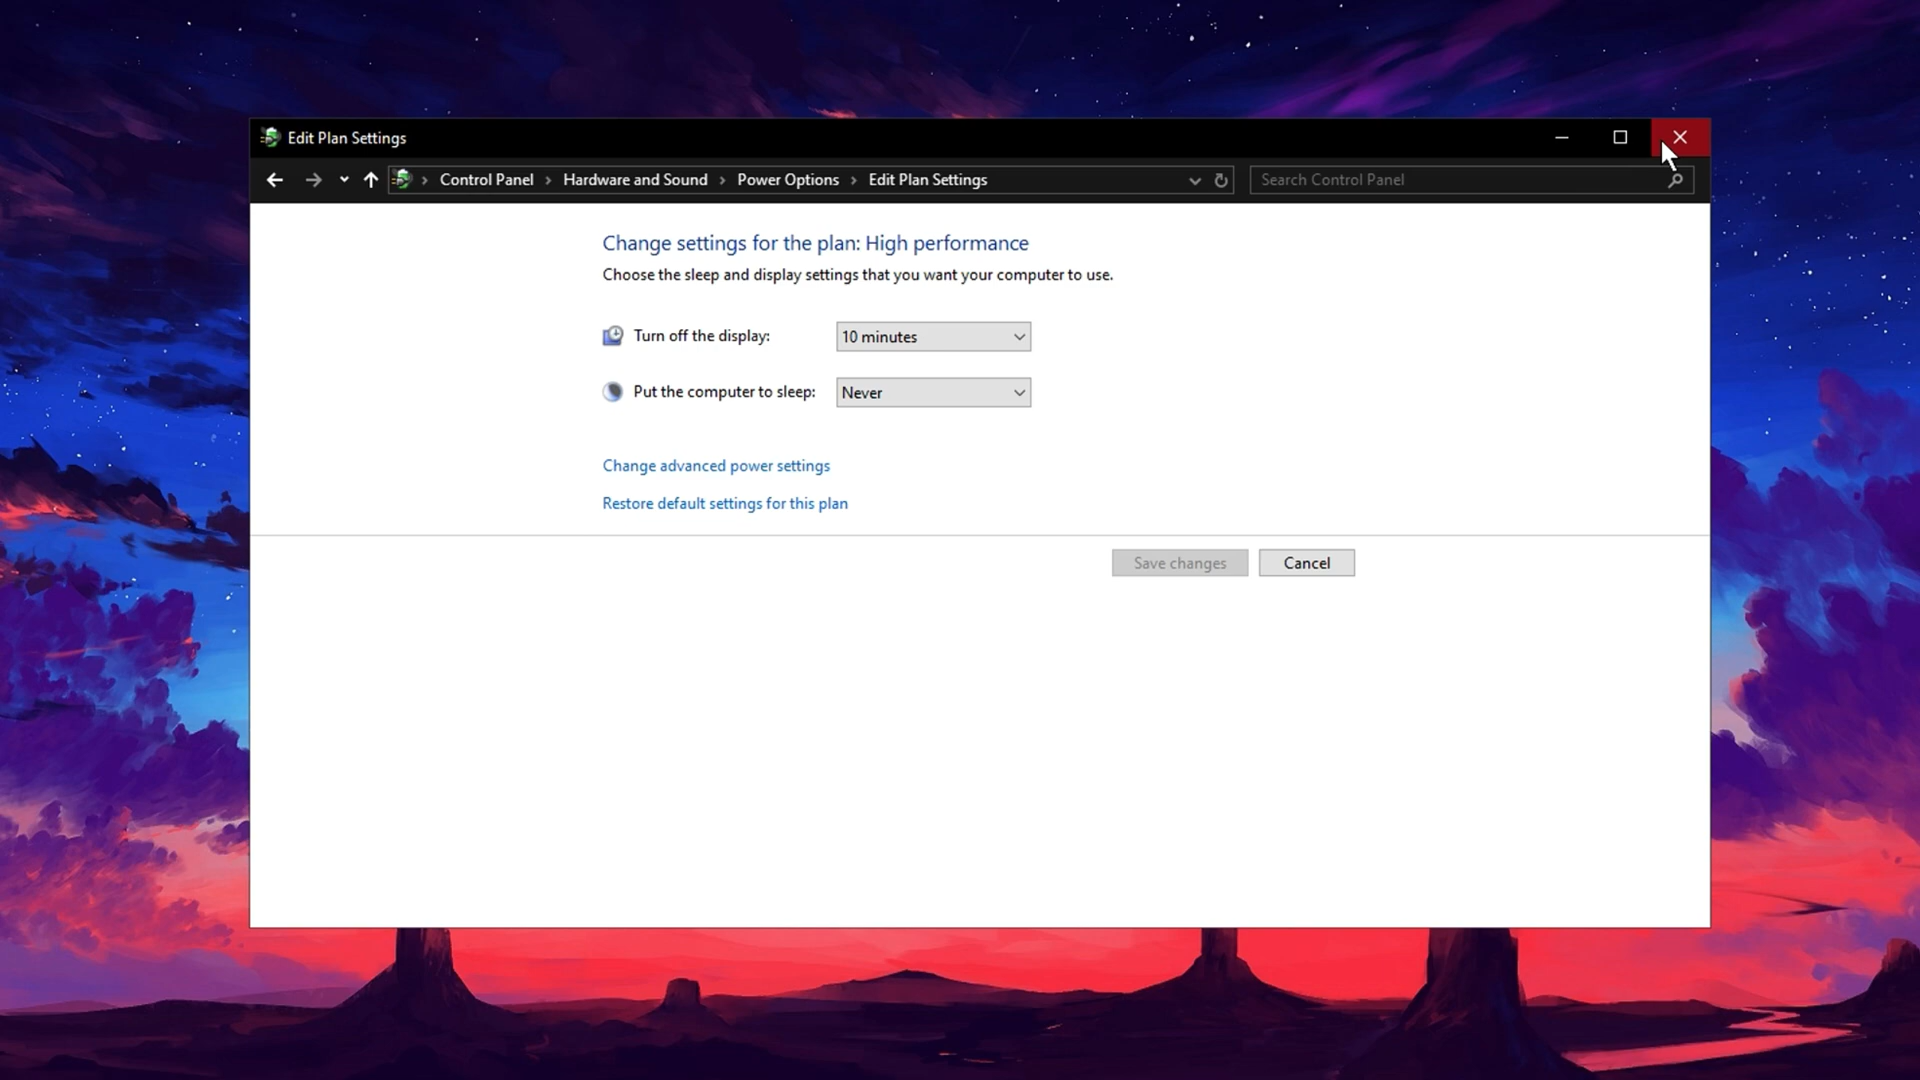 Edit Plan Settings
Control Panel Hardware and Sound Power Options Edit Plan Settings Search Control Panel
Change settings for the plan: High performance
Choose the sleep and display settings that you want your computer to use.
Turn off the display: 10 minutes
Put the computer to sleep: Never
Change advanced power settings
Restore default settings for this plan
Save changes Cancel